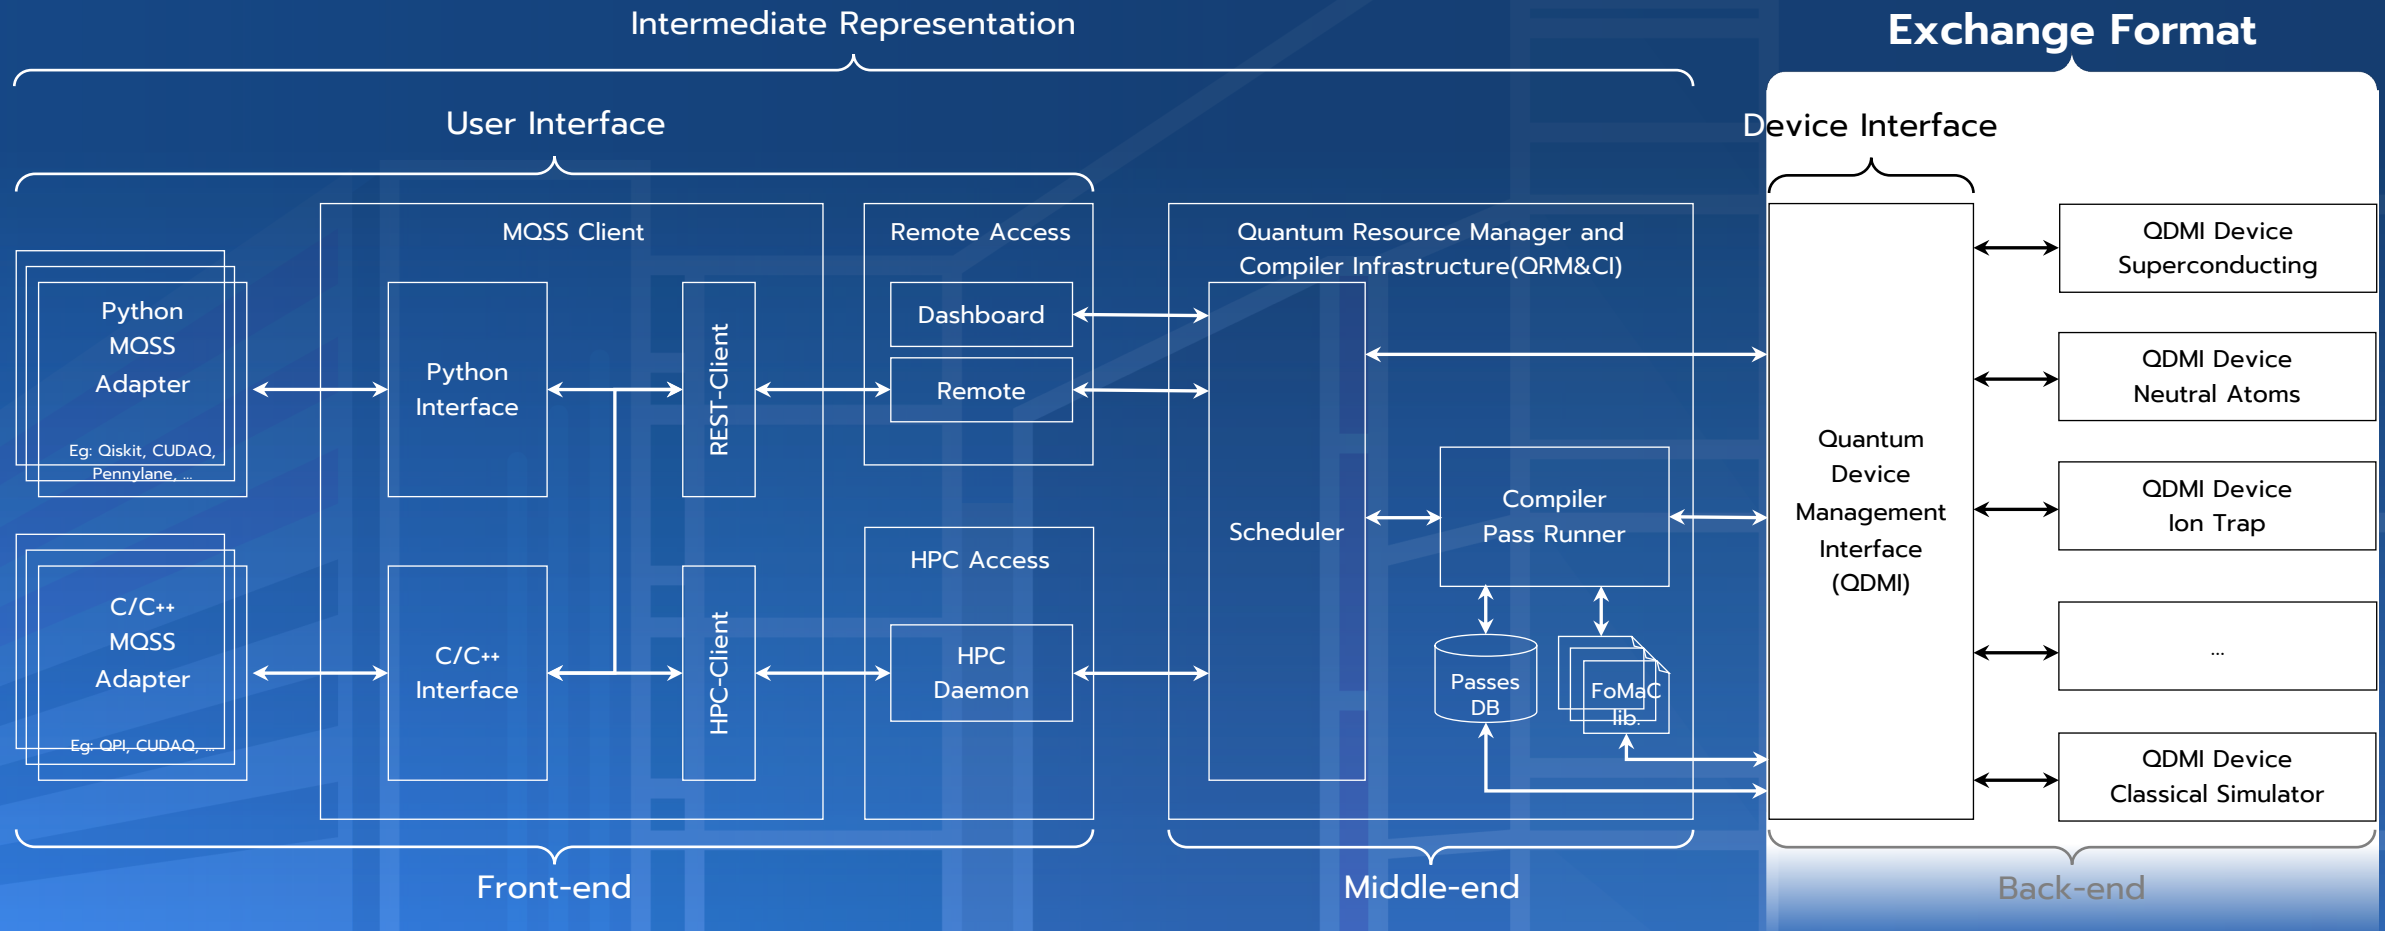 Intermediate Representation
Exchange Format
User Interface
Device Interface
MQSS Client
Remote Access
Quantum Resource Manager and
Compiler Infrastructure(QRM&CI)
Python
MQSS
Adapter
Eg: Qiskit, CUDAQ,
Pennylane, ...
Python
Interface
REST-Client
Dashboard
Remote
C/C++
MQSS
Adapter
Eg: QPI, CUDAQ, ...
C/C++
Interface
HPC-Client
HPC Access
HPC
Daemon
Scheduler
Compiler
Pass Runner
Passes
DB
FoMaC
lib.
Quantum
Device
Management
Interface
(QDMI)
QDMI Device
Superconducting
QDMI Device
Neutral Atoms
QDMI Device
Ion Trap
...
QDMI Device
Classical Simulator
Front-end
Middle-end
Back-end